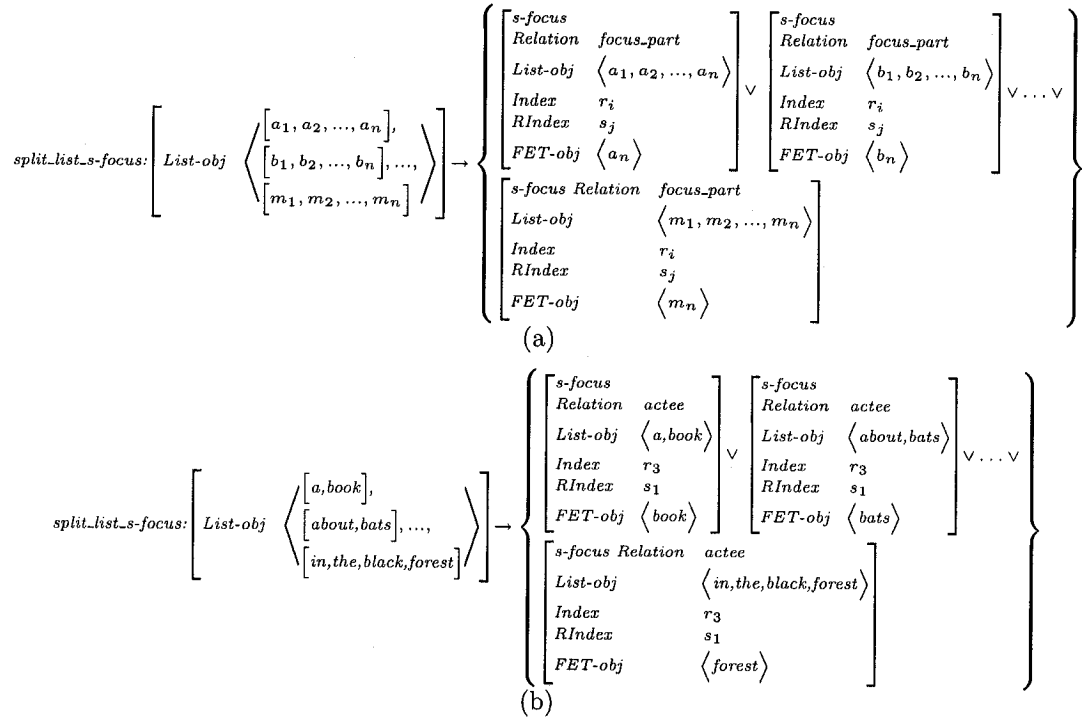 s-focus
Relation focus_part
List-obj ⟨a₁, a₂, ..., aₙ⟩
Index rᵢ
RIndex sⱼ
FET-obj ⟨aₙ⟩
∨
s-focus
Relation focus_part
List-obj ⟨b₁, b₂, ..., bₙ⟩
Index rᵢ
RIndex sⱼ
FET-obj ⟨bₙ⟩
∨ ... ∨
split_list_s-focus: [List-obj ⟨[a₁, a₂, ..., aₙ],
[b₁, b₂, ..., bₙ], ...,
[m₁, m₂, ..., mₙ]⟩] →
s-focus Relation focus_part
List-obj ⟨m₁, m₂, ..., mₙ⟩
Index rᵢ
RIndex sⱼ
FET-obj ⟨mₙ⟩
(a)
s-focus
Relation actee
List-obj ⟨a,book⟩
Index r₃
RIndex s₁
FET-obj ⟨book⟩
∨
s-focus
Relation actee
List-obj ⟨about,bats⟩
Index r₃
RIndex s₁
FET-obj ⟨bats⟩
∨ ... ∨
split_list_s-focus: [List-obj ⟨[a,book],
[about,bats], ...,
[in,the,black,forest]⟩] →
s-focus Relation actee
List-obj ⟨in,the,black,forest⟩
Index r₃
RIndex s₁
FET-obj ⟨forest⟩
(b)